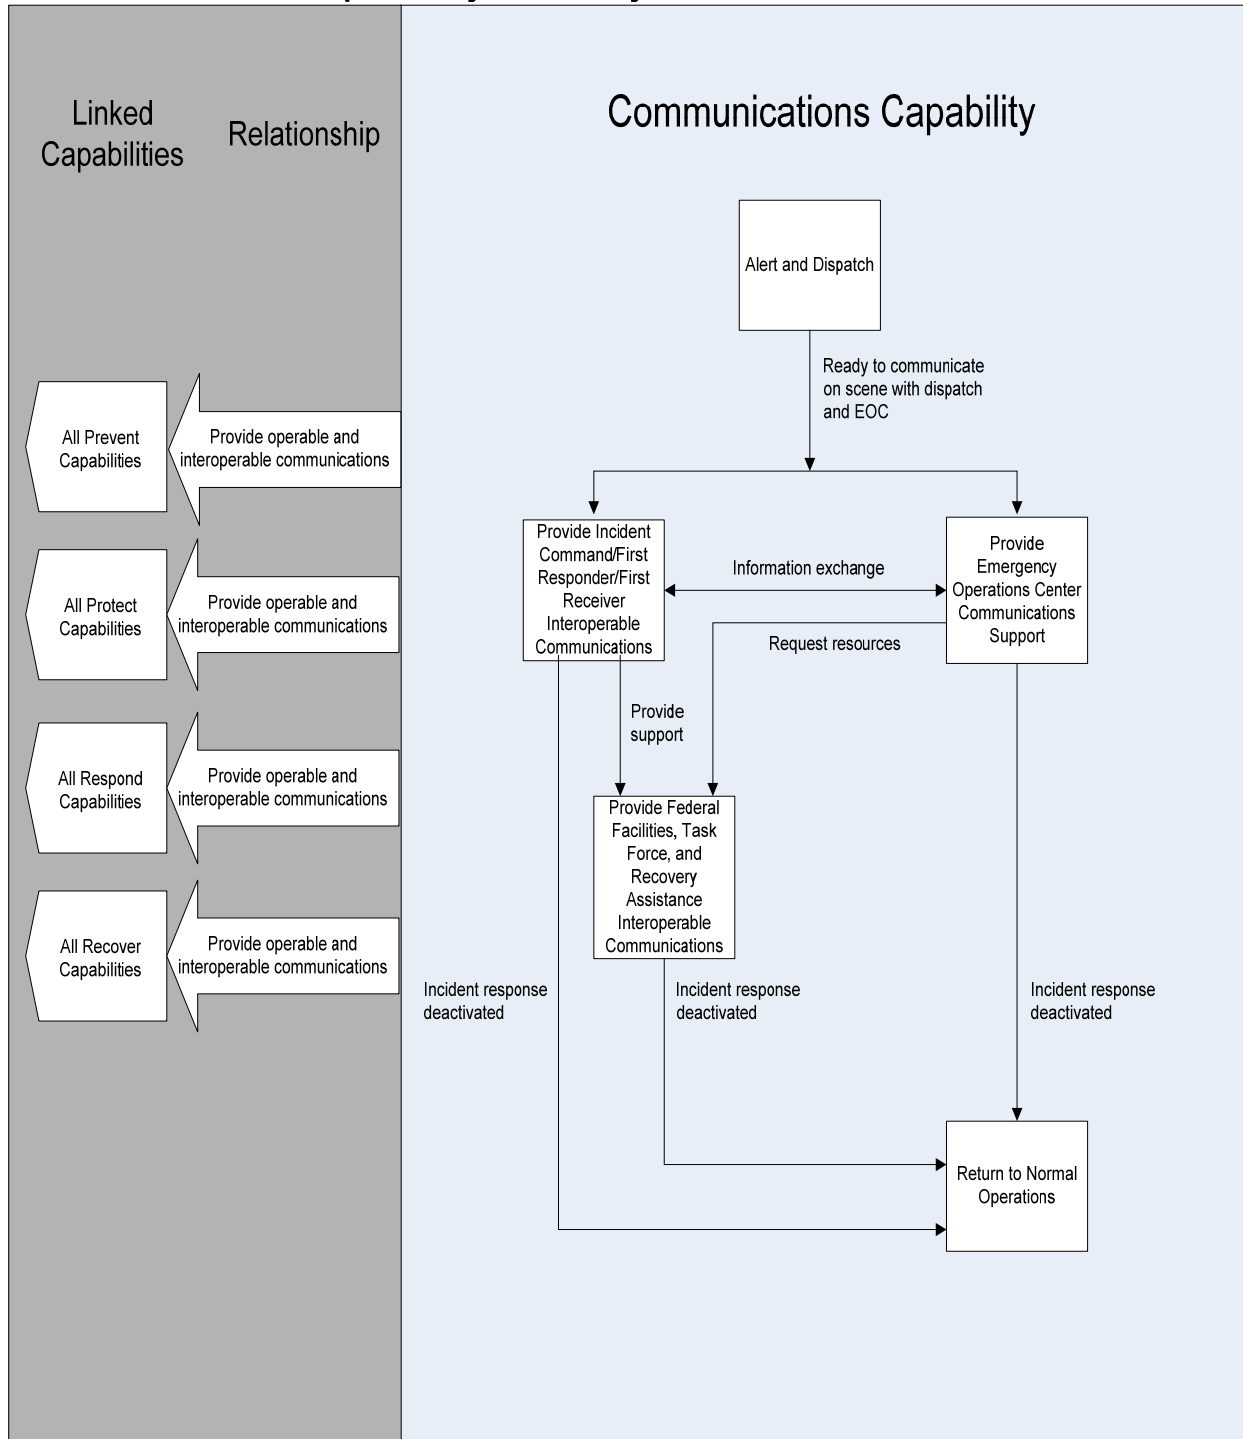 Linked
Capabilities
Relationship
Communications Capability
Alert and Dispatch
Ready to communicate
on scene with dispatch
and EOC
All Prevent
Capabilities
Provide operable and
interoperable communications
Provide Incident
Command/First
Responder/First
Receiver
Interoperable
Communications
Information exchange
Provide
Emergency
Operations Center
Communications
Support
Request resources
All Protect
Capabilities
Provide operable and
interoperable communications
Provide
support
All Respond
Capabilities
Provide operable and
interoperable communications
Provide Federal
Facilities, Task
Force, and
Recovery
Assistance
Interoperable
Communications
All Recover
Capabilities
Provide operable and
interoperable communications
Incident response
deactivated
Incident response
deactivated
Incident response
deactivated
Return to Normal
Operations